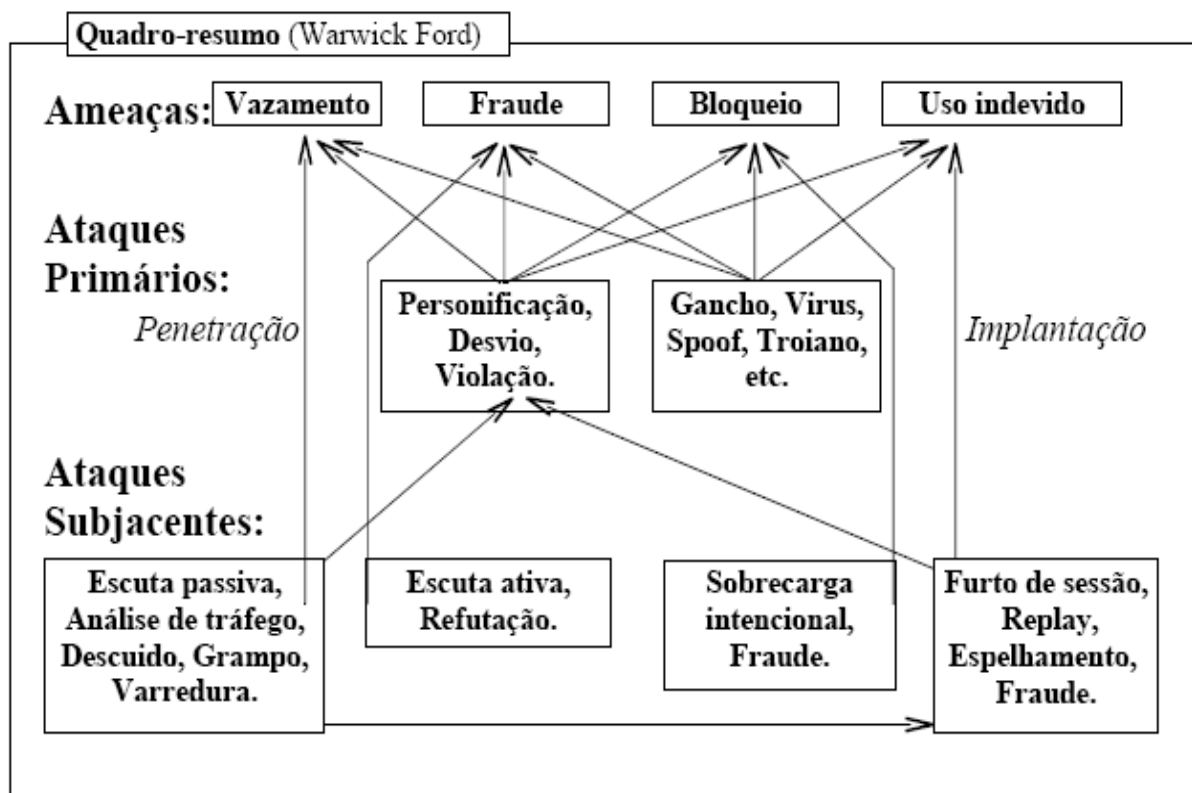 Quadro-resumo (Warwick Ford)
Ameaças:
Vazamento
Fraude
Bloqueio
Uso indevido
Ataques
Primários:
Penetração
Personificação,
Desvio,
Violação.
Gancho, Virus,
Spoof, Troiano,
etc.
Implantação
Ataques
Subjacentes:
Escuta passiva,
Análise de tráfego,
Descuido, Grampo,
Varredura.
Escuta ativa,
Refutação.
Sobrecarga
intencional,
Fraude.
Furto de sessão,
Replay,
Espelhamento,
Fraude.